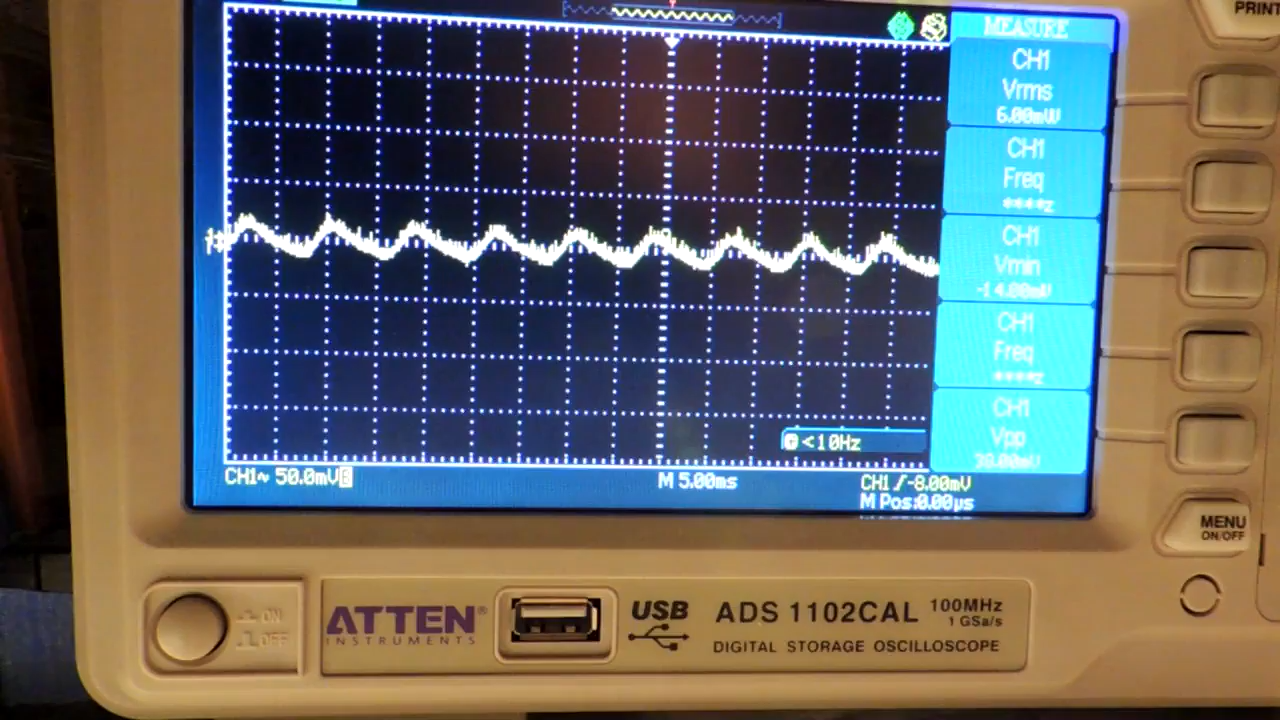 PRINT
MEASURE
CH1
Vrms
6.00mV
CH1
Freq
****z
CH1
Vmin
-14.00mV
CH1
Freq
****z
CH1
Vpp
<10Hz
CH1~ 50.0mV
M 5.00ms
CH1 /-8.00mV
M Pos:0.00µs
MENU
ON/OFF
ON
OFF
ATTEN®
INSTRUMENTS
USB
ADS 1102CAL
100MHz
1 GSa/s
DIGITAL STORAGE OSCILLOSCOPE